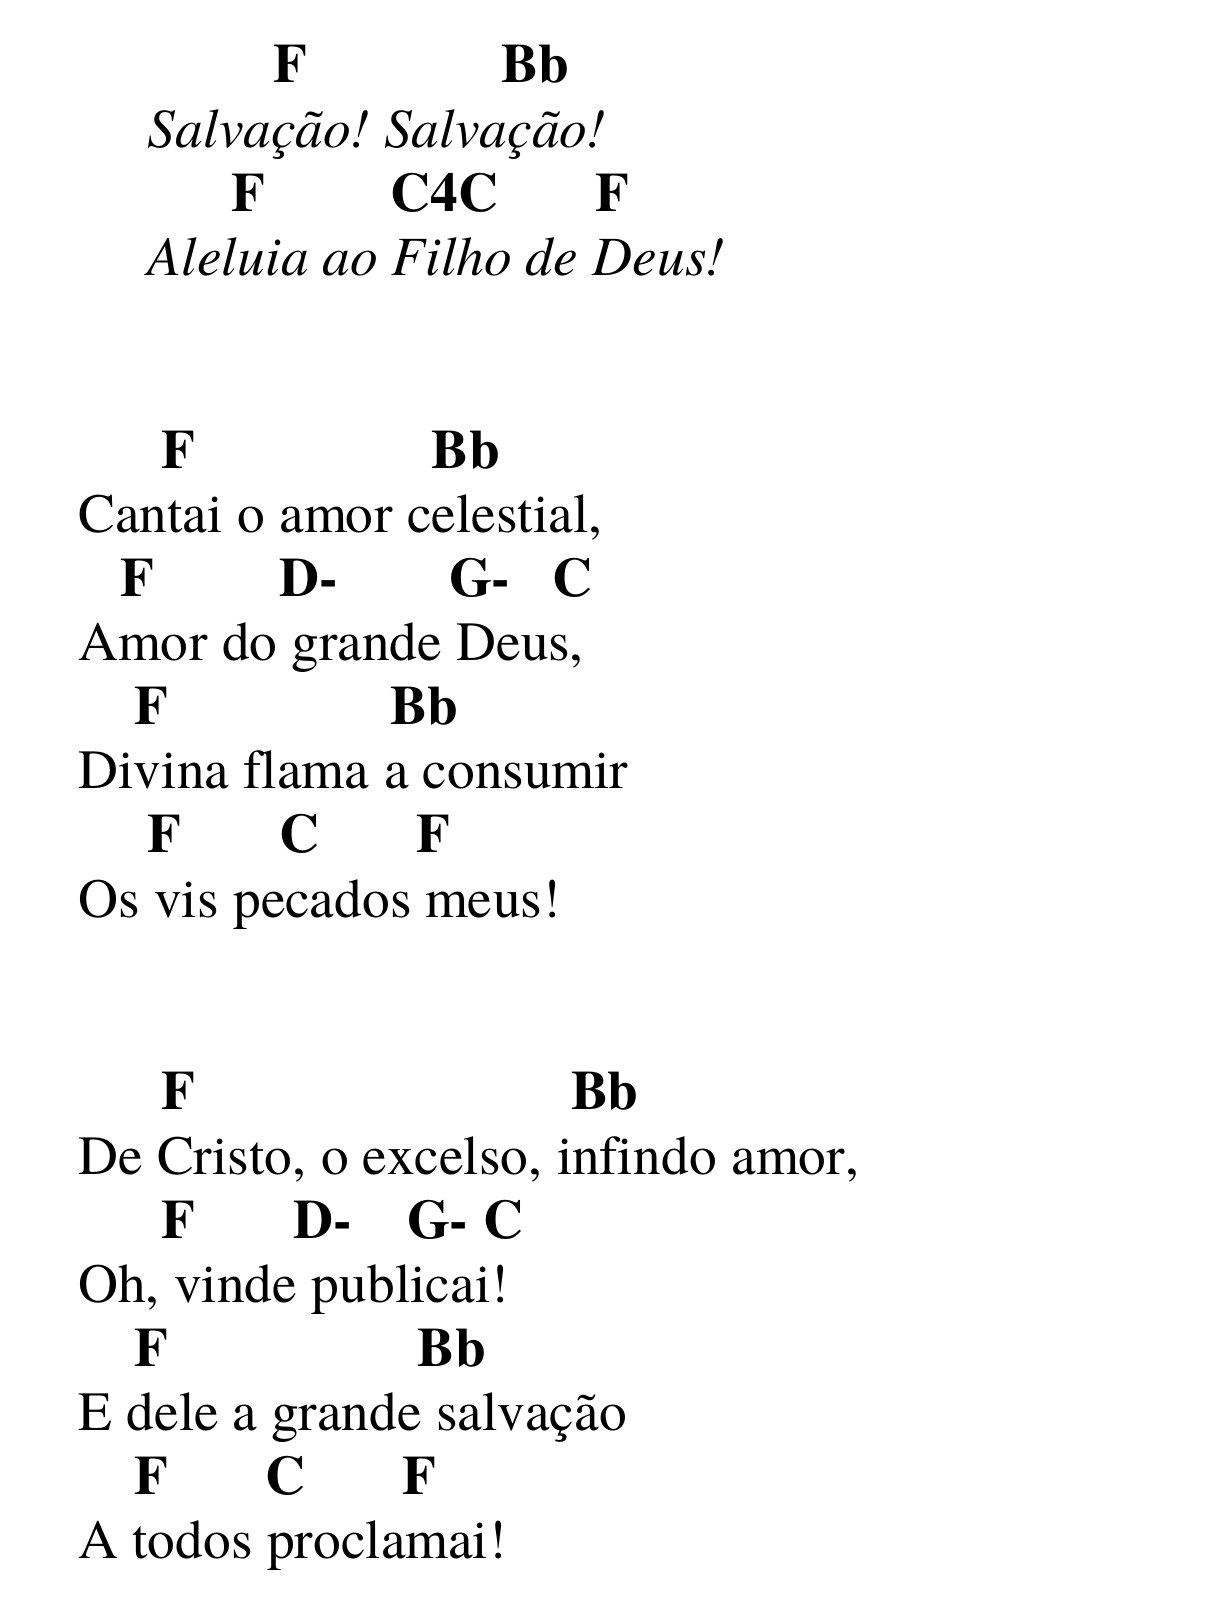 F Bb
Salvação! Salvação!
F C4C F
Aleluia ao Filho de Deus!
F Bb
Cantai o amor celestial,
F D- G- C
Amor do grande Deus,
F Bb
Divina flama a consumir
F C F
Os vis pecados meus!
F Bb
De Cristo, o excelso, infindo amor,
F D- G- C
Oh, vinde publicai!
F Bb
E dele a grande salvação
F C F
A todos proclamai!